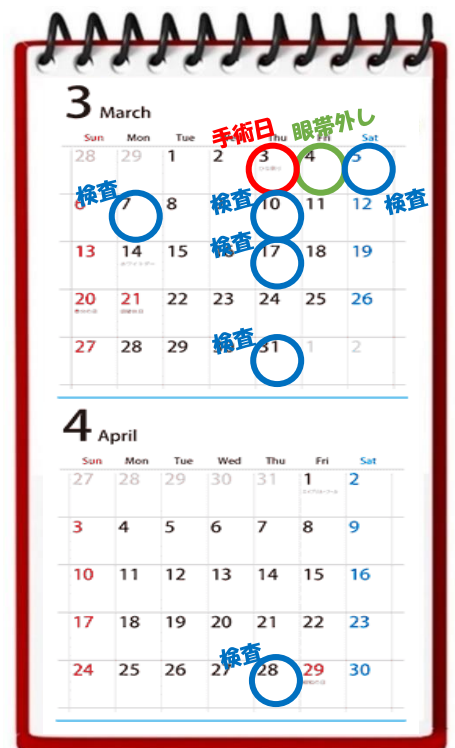 3 March
Sun Mon Tue Thu Fri Sat
手術日 眼帯外し
28 29 1 2 3 4 5
検査 検査 検査
6 7 8 10 11 12
検査
13 14 15 16 17 18 19
20 21 22 23 24 25 26
検査
27 28 29 30 31 1 2
4 April
Sun Mon Tue Wed Thu Fri Sat
27 28 29 30 31 1 2
3 4 5 6 7 8 9
10 11 12 13 14 15 16
17 18 19 20 21 22 23
検査
24 25 26 27 28 29 30